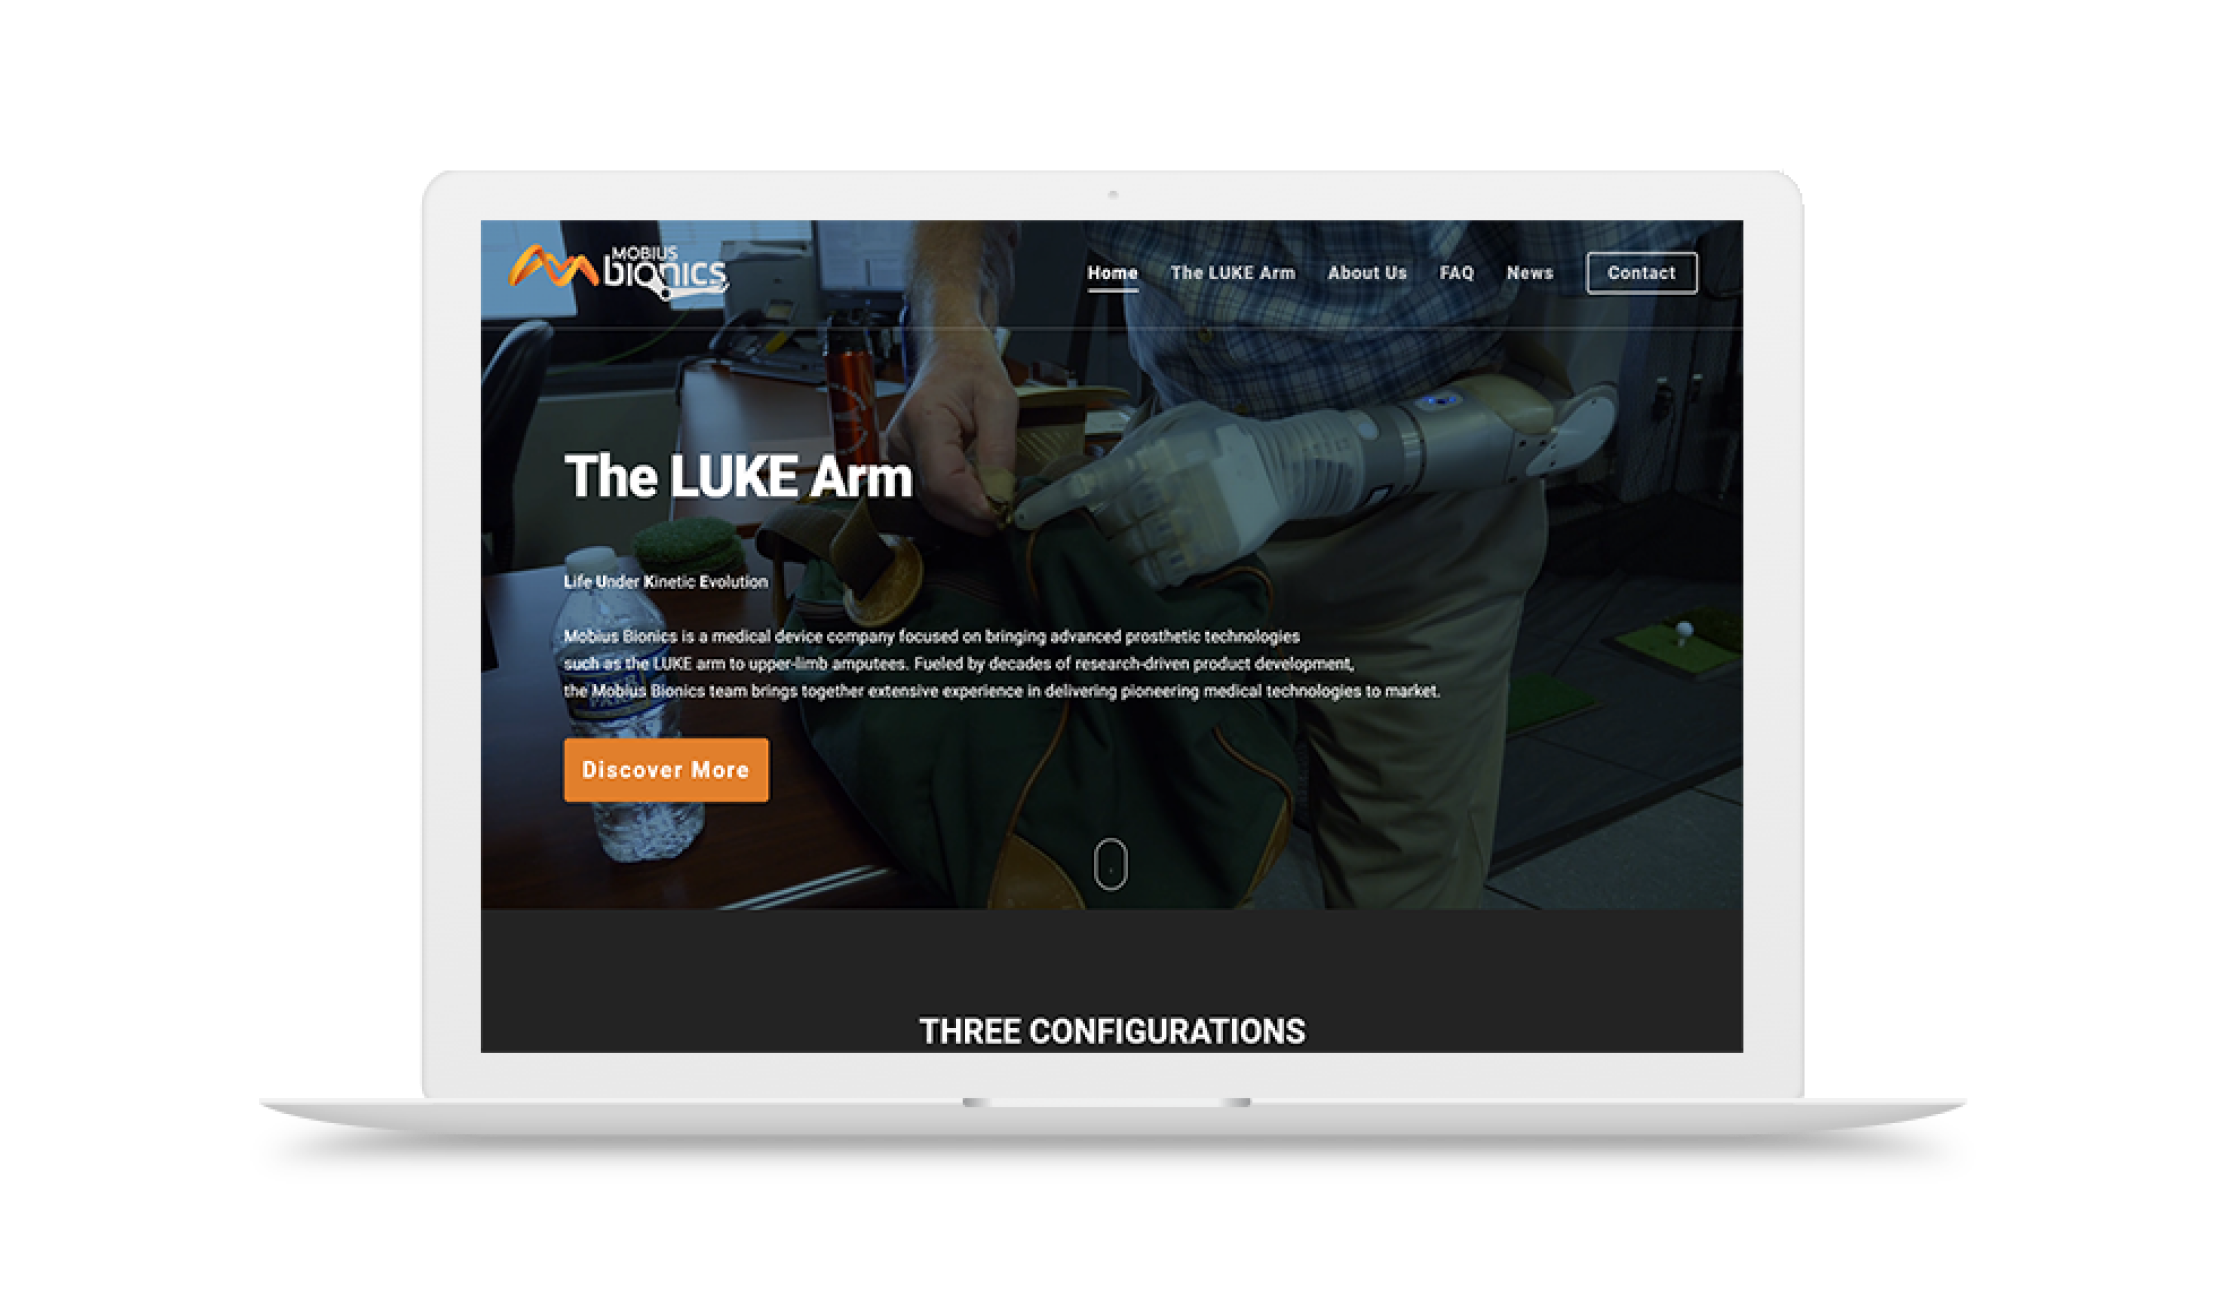 MOBIUS
bionics
Home The LUKE Arm About Us FAQ News Contact
The LUKE Arm
Life Under Kinetic Evolution
Mobius Bionics is a medical device company focused on bringing advanced prosthetic technologies
such as the LUKE arm to upper-limb amputees. Fueled by decades of research-driven product development,
the Mobius Bionics team brings together extensive experience in delivering pioneering medical technologies to market.
Discover More
THREE CONFIGURATIONS